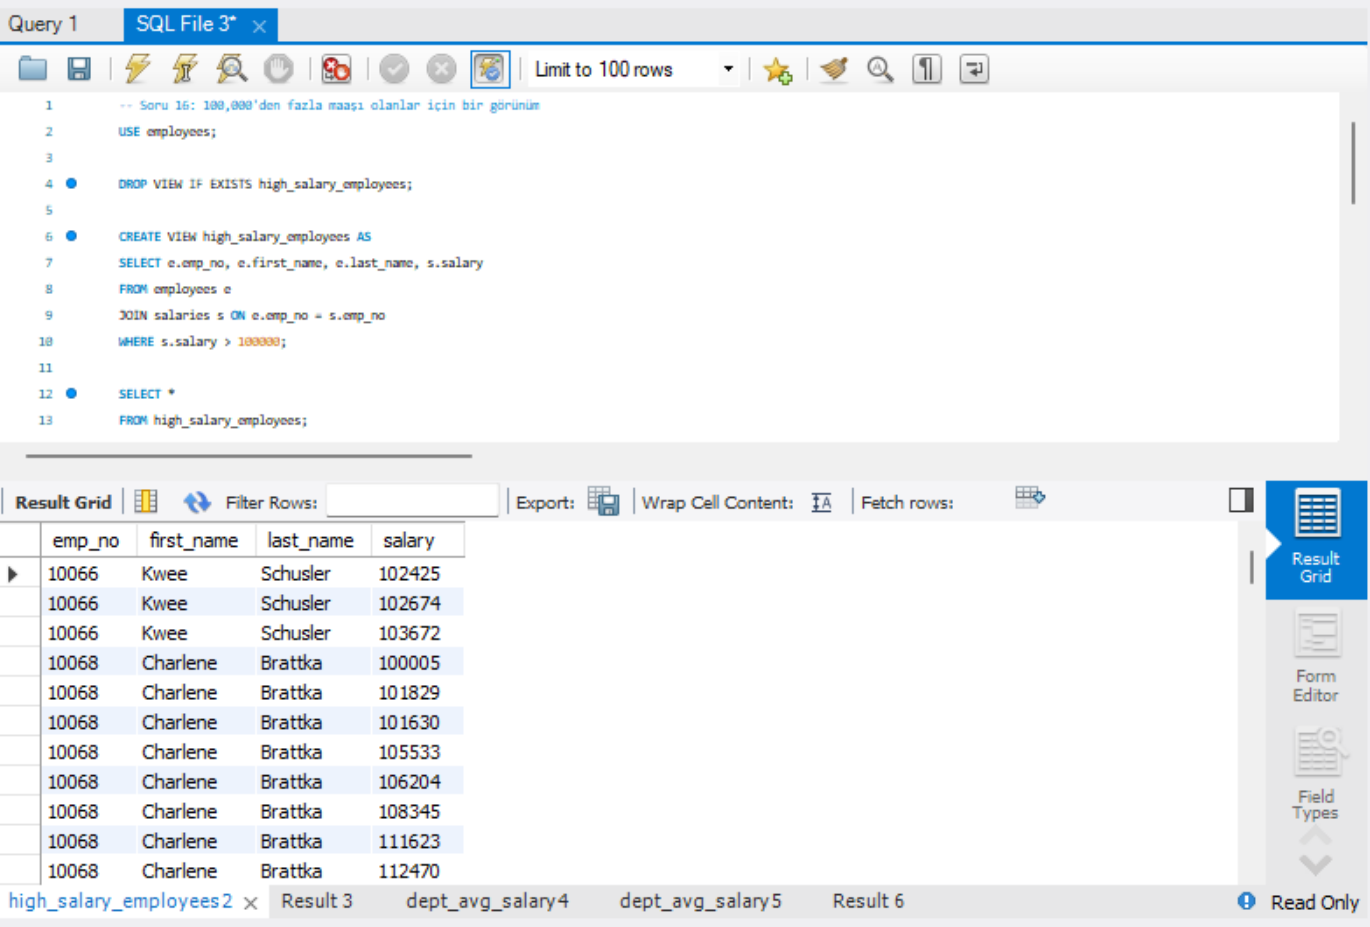 Query 1 SQL File 3* ×
Limit to 100 rows
1 -- Soru 16: 100,000'den fazla maaşı olanlar için bir görünüm
2 USE employees;
3
4 DROP VIEW IF EXISTS high_salary_employees;
5
6 CREATE VIEW high_salary_employees AS
7 SELECT e.emp_no, e.first_name, e.last_name, s.salary
8 FROM employees e
9 JOIN salaries s ON e.emp_no = s.emp_no
10 WHERE s.salary > 100000;
11
12 SELECT *
13 FROM high_salary_employees;
Result Grid Filter Rows: Export: Wrap Cell Content: Fetch rows:
emp_no first_name last_name salary
10066 Kwee Schusler 102425
10066 Kwee Schusler 102674
10066 Kwee Schusler 103672
10068 Charlene Brattka 100005
10068 Charlene Brattka 101829
10068 Charlene Brattka 101630
10068 Charlene Brattka 105533
10068 Charlene Brattka 106204
10068 Charlene Brattka 108345
10068 Charlene Brattka 111623
10068 Charlene Brattka 112470
Result
Grid
Form
Editor
Field
Types
high_salary_employees2 × Result 3 dept_avg_salary4 dept_avg_salary5 Result 6 Read Only